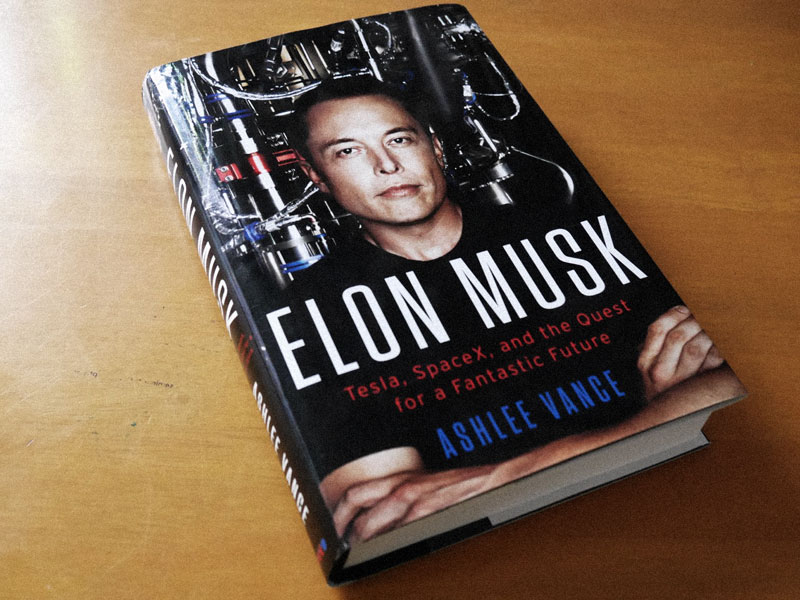 ELON MUSK
Tesla, SpaceX, and the Quest
for a Fantastic Future
ASHLEE VANCE
ELON MUSK
ASHLEE VANCE